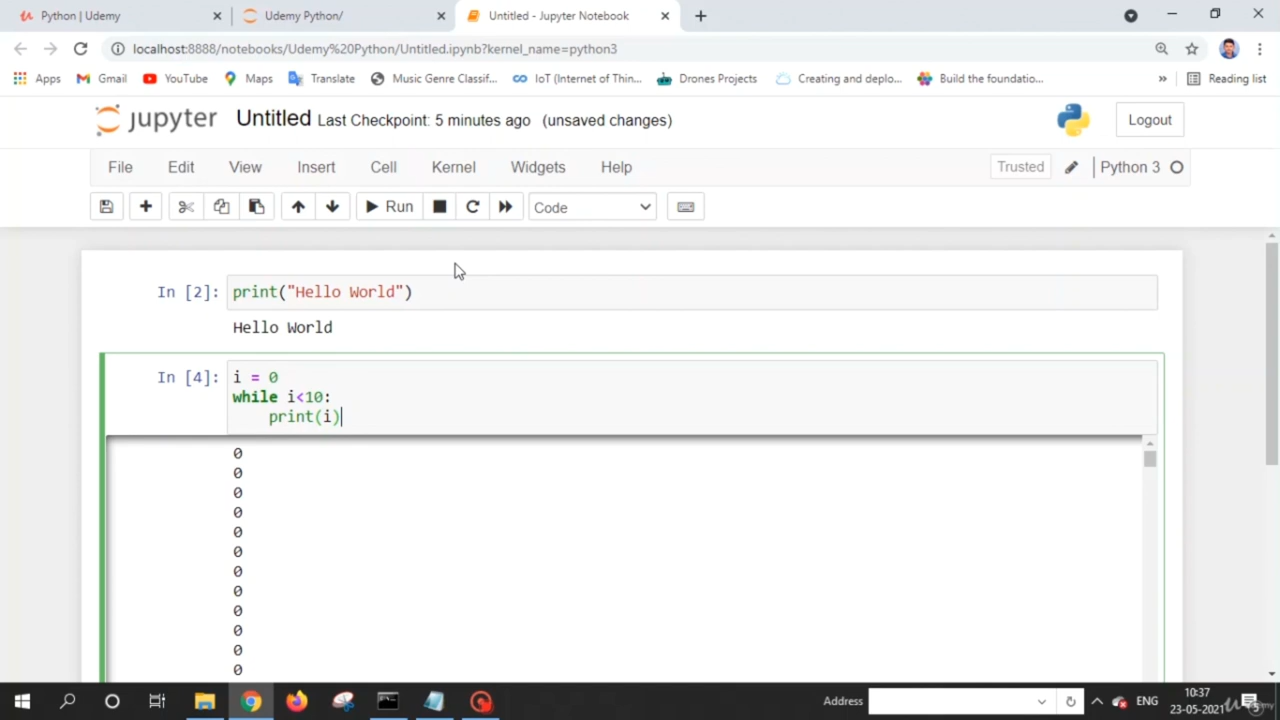 Python | Udemy
Udemy Python/
Untitled - Jupyter Notebook
localhost:8888/notebooks/Udemy%20Python/Untitled.ipynb?kernel_name=python3
Apps Gmail YouTube Maps Translate Music Genre Classif... IoT (Internet of Thin... Drones Projects Creating and deplo... Build the foundatio... » Reading list
jupyter Untitled Last Checkpoint: 5 minutes ago (unsaved changes) Logout
File Edit View Insert Cell Kernel Widgets Help Trusted Python 3
Run Code
In [2]: print("Hello World")
Hello World
In [4]: i = 0
while i<10:
print(i)
0
0
0
0
0
0
0
0
0
0
0
0
Address ENG 10:37
23-05-2021
Udemy